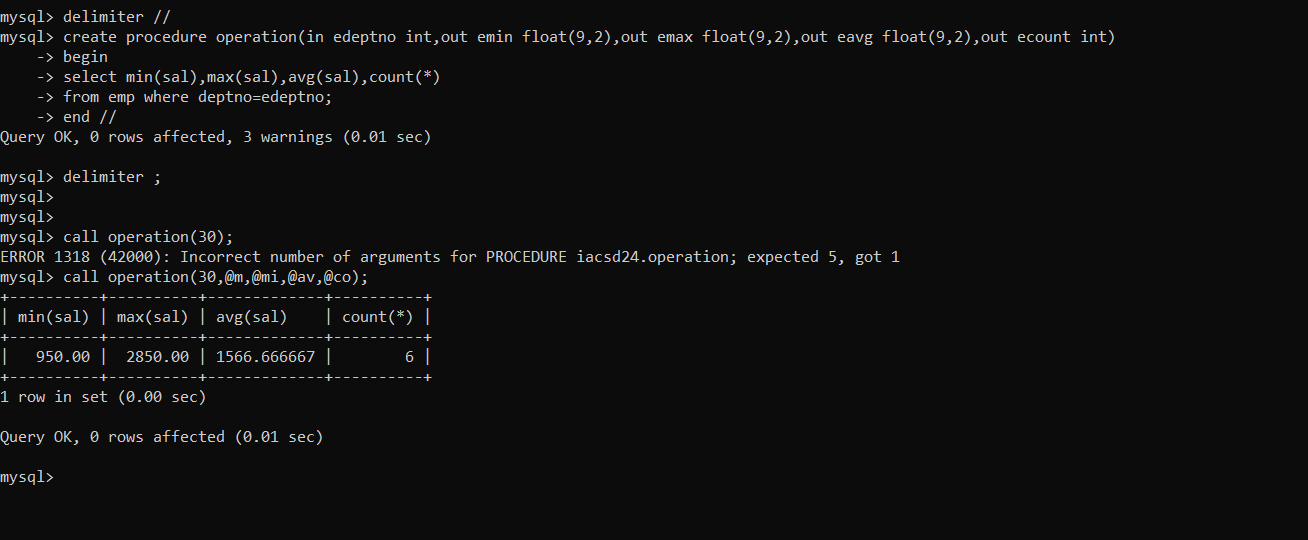 mysql> delimiter //
mysql> create procedure operation(in edeptno int,out emin float(9,2),out emax float(9,2),out eavg float(9,2),out ecount int)
    -> begin
    -> select min(sal),max(sal),avg(sal),count(*)
    -> from emp where deptno=edeptno;
    -> end //
Query OK, 0 rows affected, 3 warnings (0.01 sec)

mysql> delimiter ;
mysql>
mysql>
mysql> call operation(30);
ERROR 1318 (42000): Incorrect number of arguments for PROCEDURE iacsd24.operation; expected 5, got 1
mysql> call operation(30,@m,@mi,@av,@co);
+----------+----------+-------------+----------+
| min(sal) | max(sal) | avg(sal)    | count(*) |
+----------+----------+-------------+----------+
|   950.00 |  2850.00 | 1566.666667 |        6 |
+----------+----------+-------------+----------+
1 row in set (0.00 sec)

Query OK, 0 rows affected (0.01 sec)

mysql>